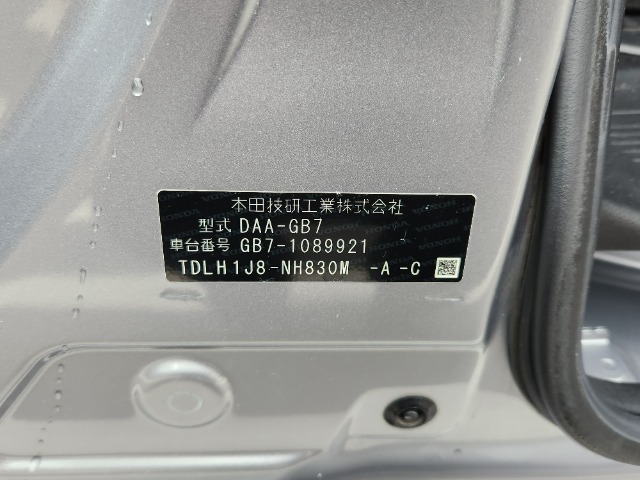 本田技研工業株式会社
型式 DAA-GB7
車台番号 GB7-1089921
TDLH1J8-NH830M -A -C